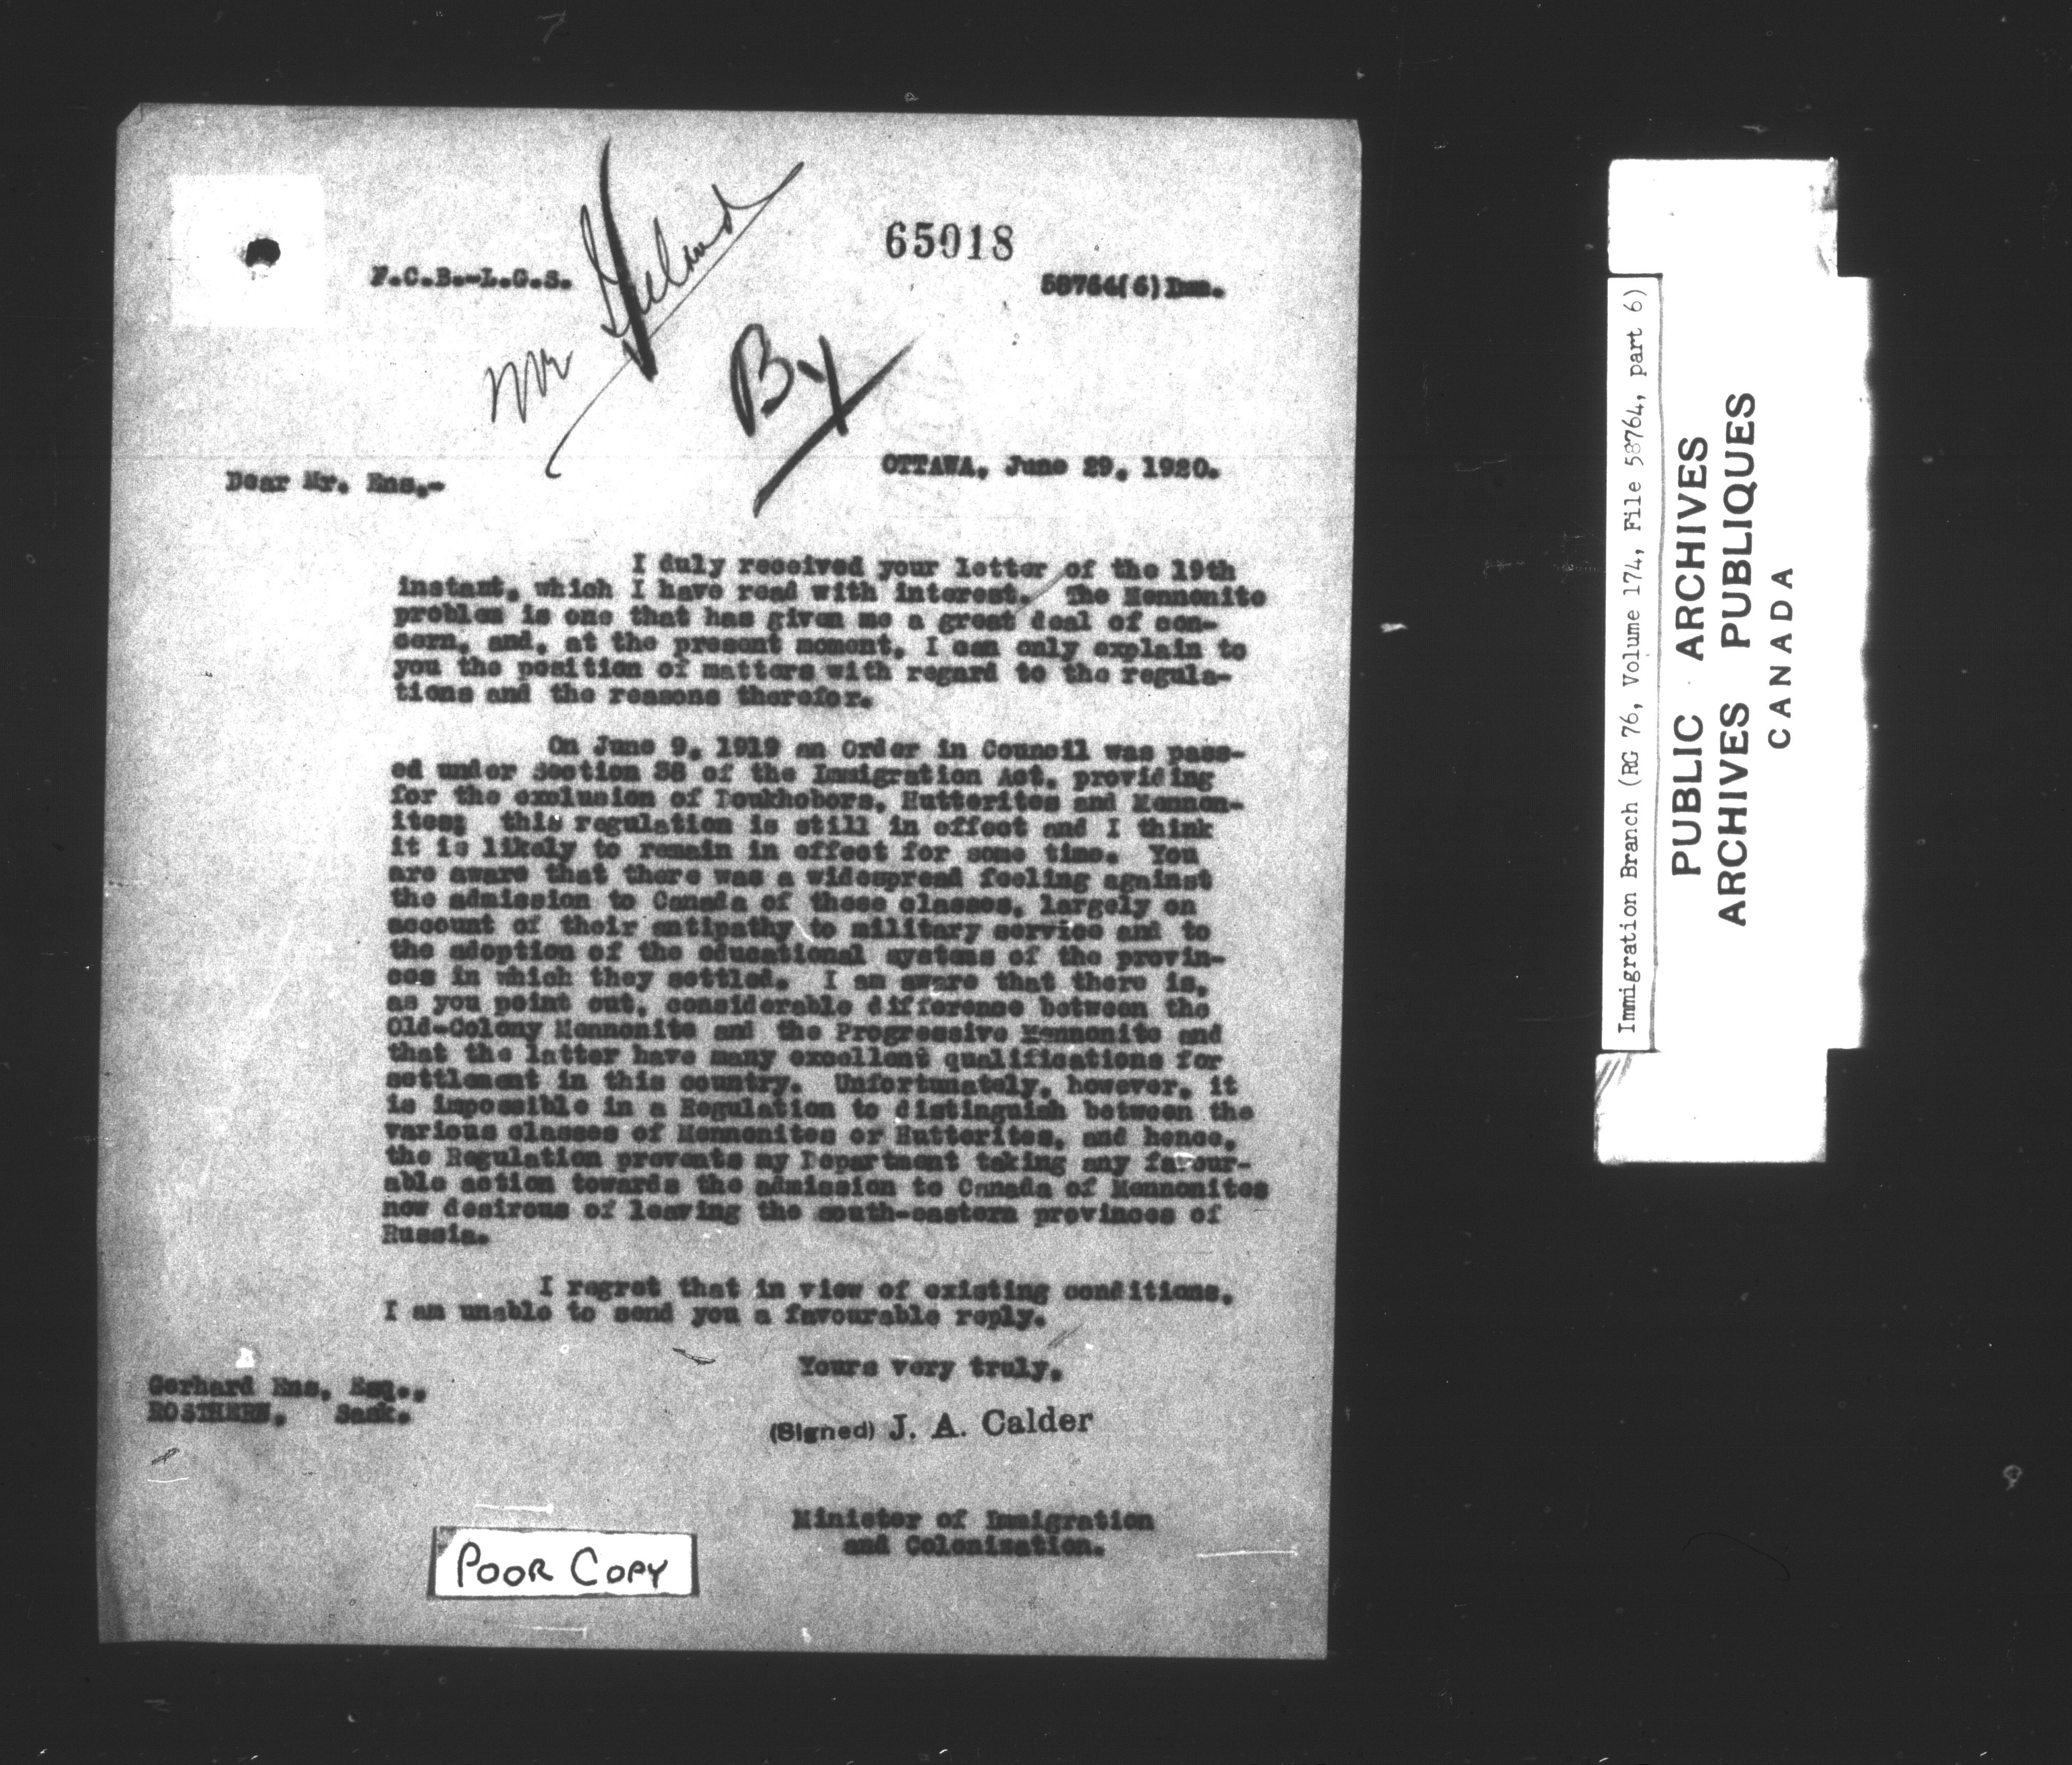 65018
F.C.B.-L.G.S.
58764(6)Imm.
Mr
By
OTTAWA, June 29, 1920.
Dear Mr. Ens,-
I duly received your letter of the 19th
instant, which I have read with interest. The Mennonite
problem is one that has given me a great deal of con-
cern, and, at the present moment, I can only explain to
you the position of matters with regard to the regula-
tions and the reasons therefor.
On June 9, 1919 an Order in Council was pass-
ed under Section 38 of the Immigration Act, providing
for the exclusion of Doukhobors, Hutterites and Mennon-
ites; this regulation is still in effect and I think
it is likely to remain in effect for some time. You
are aware that there was a widespread feeling against
the admission to Canada of these classes, largely on
account of their antipathy to military service and to
the adoption of the educational systems of the provin-
ces in which they settled. I am aware that there is,
as you point out, considerable difference between the
Old-Colony Mennonite and the Progressive Mennonite and
that the latter have many excellent qualifications for
settlement in this country. Unfortunately, however, it
is impossible in a Regulation to distinguish between the
various classes of Mennonites or Hutterites, and hence,
the Regulation prevents my Department taking any favour-
able action towards the admission to Canada of Mennonites
now desirous of leaving the south-eastern provinces of
Russia.
I regret that in view of existing conditions,
I am unable to send you a favourable reply.
Yours very truly,
(Signed) J. A. Calder
Gerhard Ens, Esq.,
ROSTHERN, Sask.
Minister of Immigration
and Colonisation.
POOR COPY
Immigration Branch (RG 76, Volume 174, File 58764, part 6)
PUBLIC ARCHIVES
ARCHIVES PUBLIQUES
CANADA